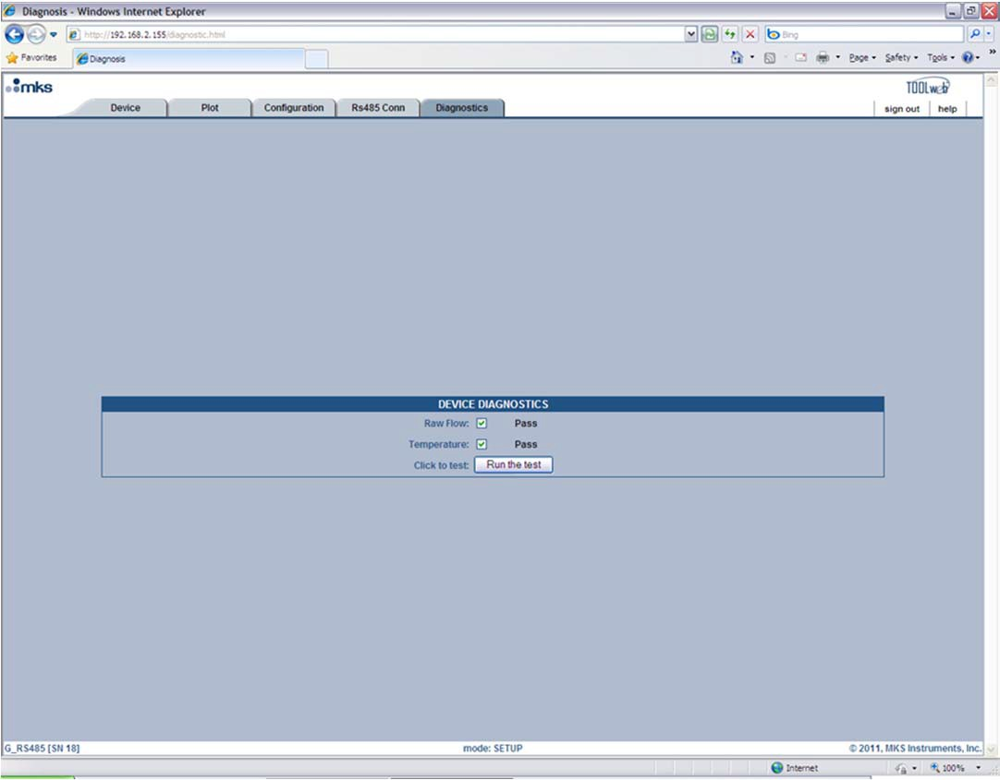 Diagnosis - Windows Internet Explorer
http://192.168.2.155/diagnostic.html
Bing
Favorites
Diagnosis
Page
Safety
Tools
»
mks
TOOLweb
Device
Plot
Configuration
Rs485 Conn
Diagnostics
sign out
help
DEVICE DIAGNOSTICS
Raw Flow: Pass
Temperature: Pass
Click to test: Run the test
G_RS485 [SN 18]
mode: SETUP
© 2011, MKS Instruments, Inc.
Internet
100%